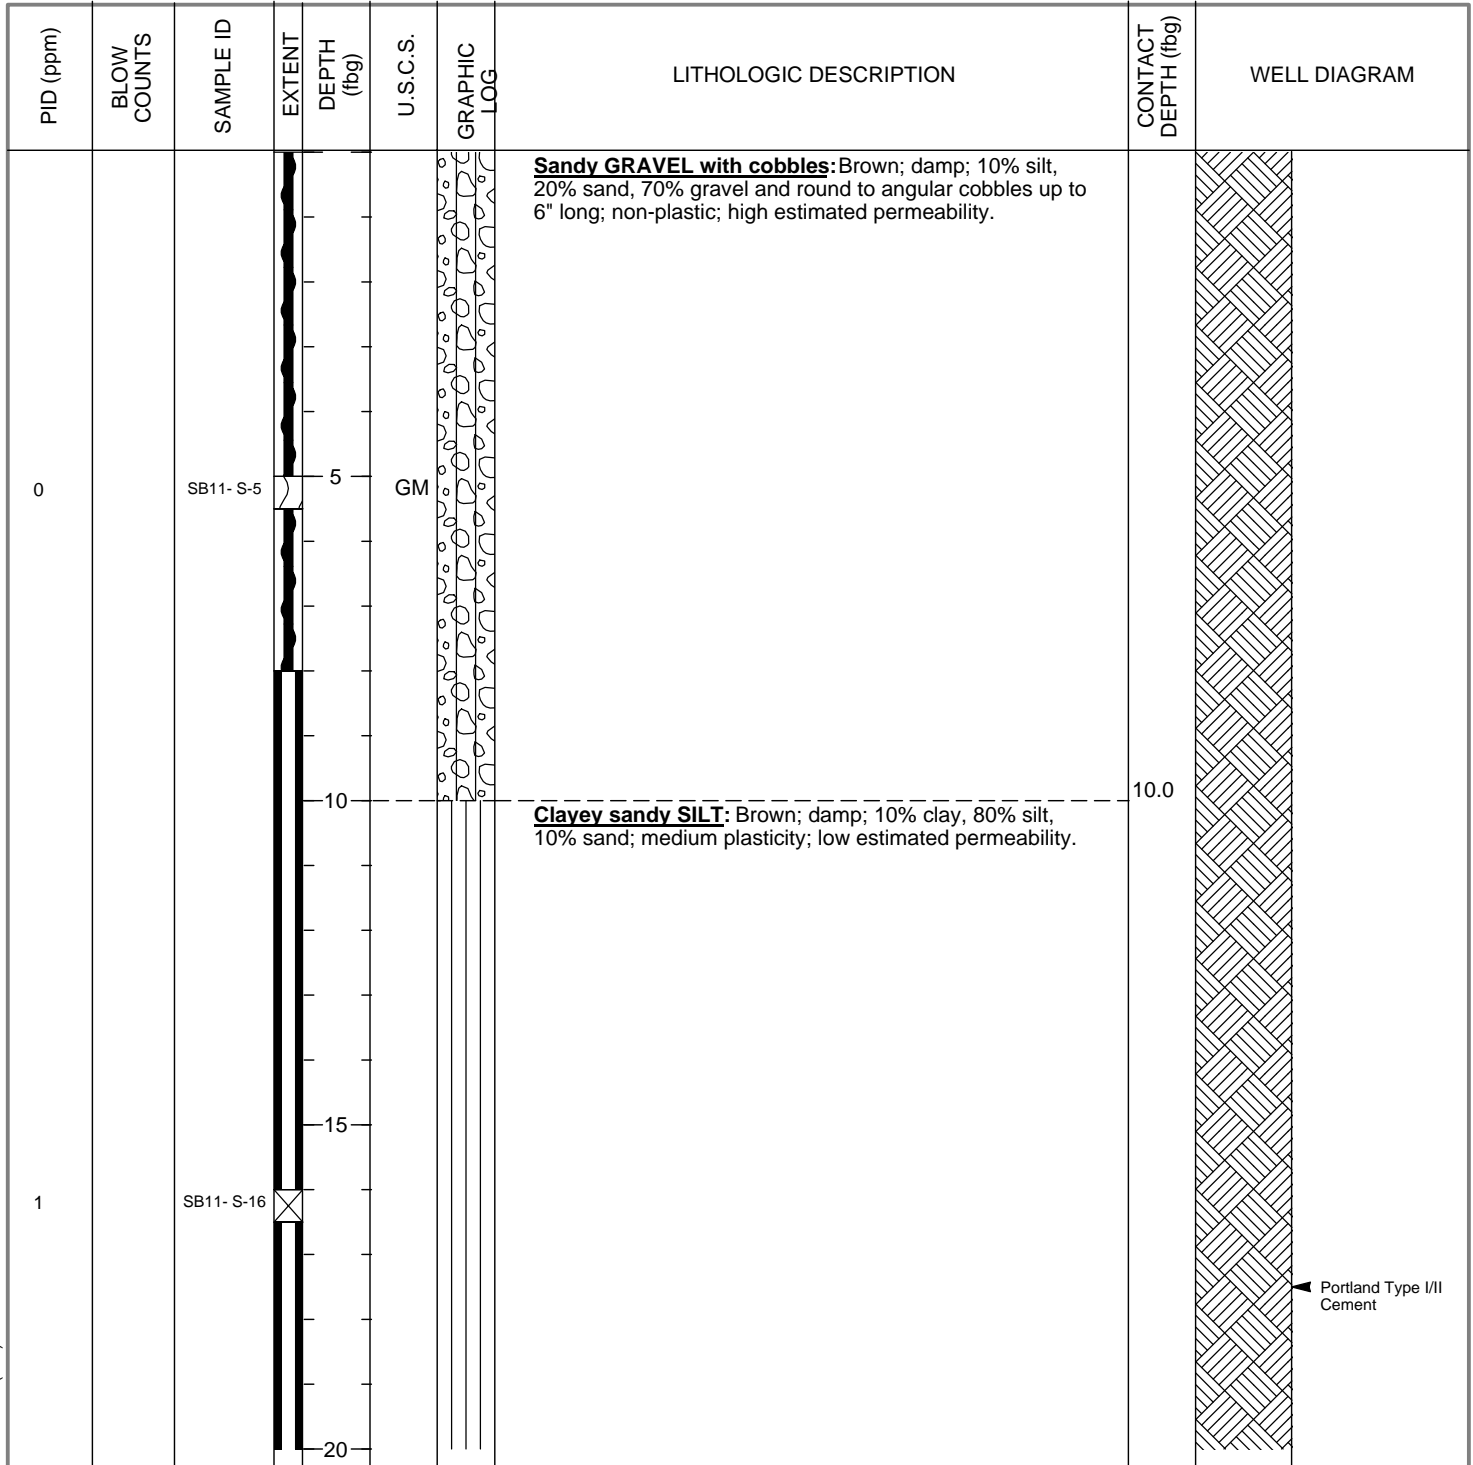 PID (ppm)
BLOW
COUNTS
SAMPLE ID
EXTENT
DEPTH
(fbg)
U.S.C.S.
GRAPHIC
LOG
LITHOLOGIC DESCRIPTION
CONTACT
DEPTH (fbg)
WELL DIAGRAM
Sandy GRAVEL with cobbles: Brown; damp; 10% silt,
20% sand, 70% gravel and round to angular cobbles up to
6" long; non-plastic; high estimated permeability.
0
SB11- S-5
5
GM
10
10.0
Clayey sandy SILT: Brown; damp; 10% clay, 80% silt,
10% sand; medium plasticity; low estimated permeability.
15
1
SB11- S-16
Portland Type I/II
Cement
20